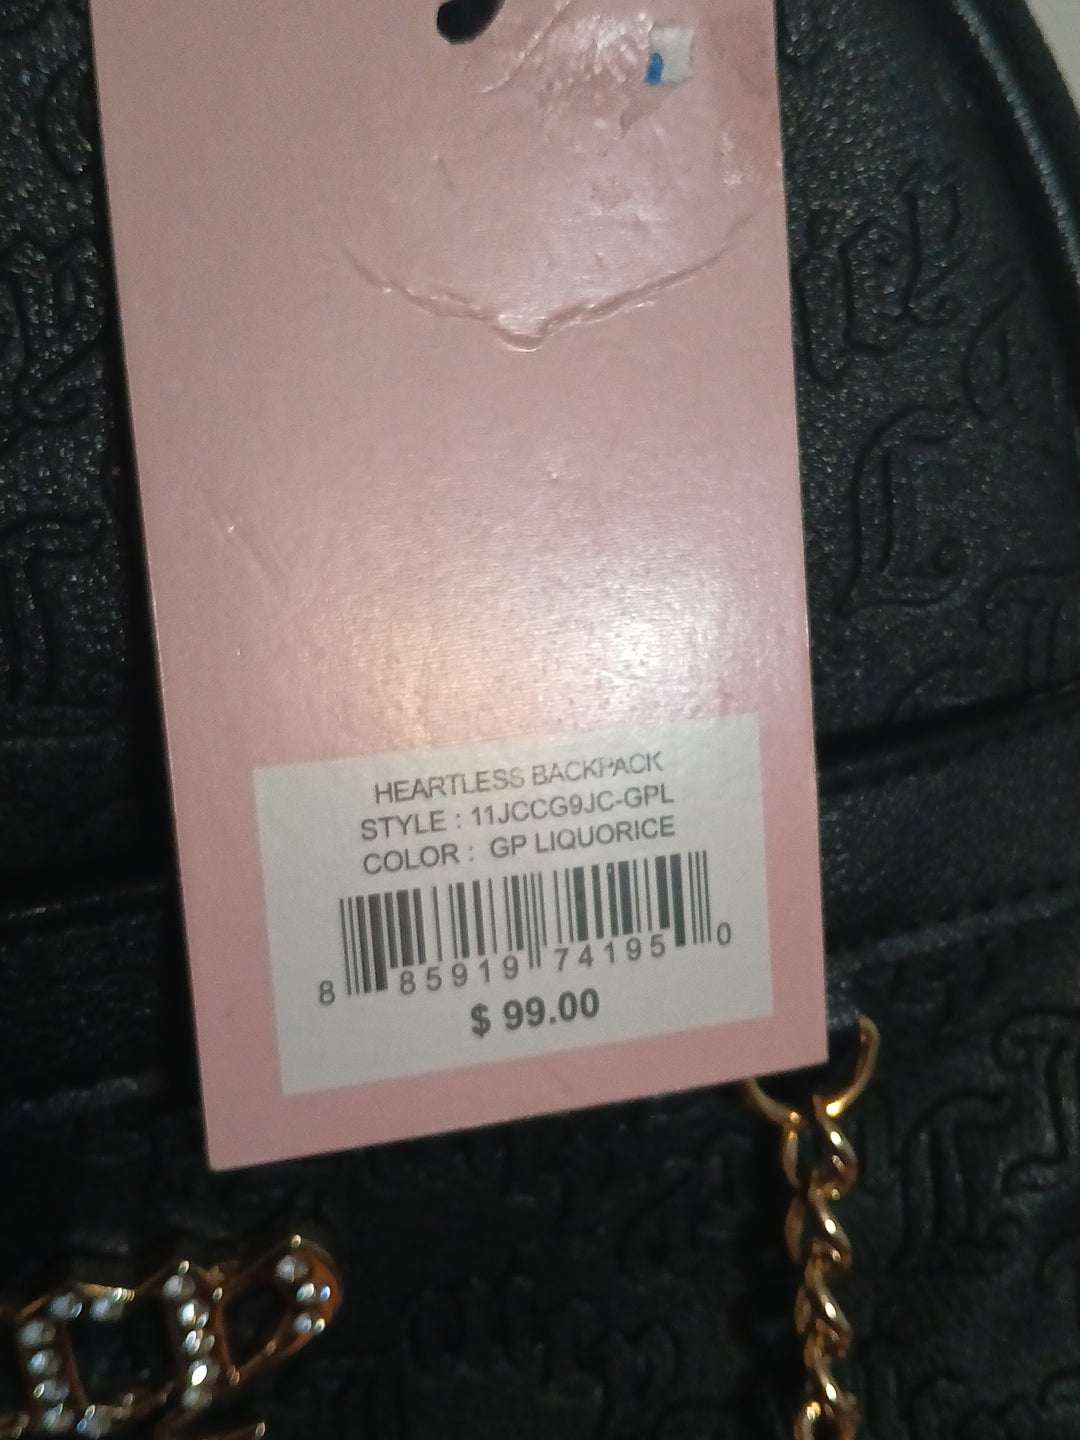 HEARTLESS BACKPACK
STYLE : 11JCCG9JC-GPL
COLOR : GP LIQUORICE
8 85919 74195 0
$ 99.00